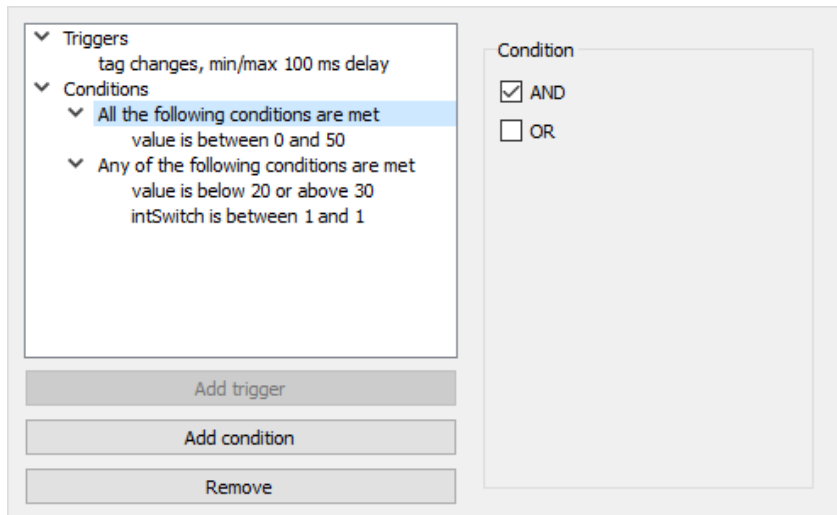 Triggers
tag changes, min/max 100 ms delay
Conditions
All the following conditions are met
value is between 0 and 50
Any of the following conditions are met
value is below 20 or above 30
intSwitch is between 1 and 1
Add trigger
Add condition
Remove
Condition
AND
OR